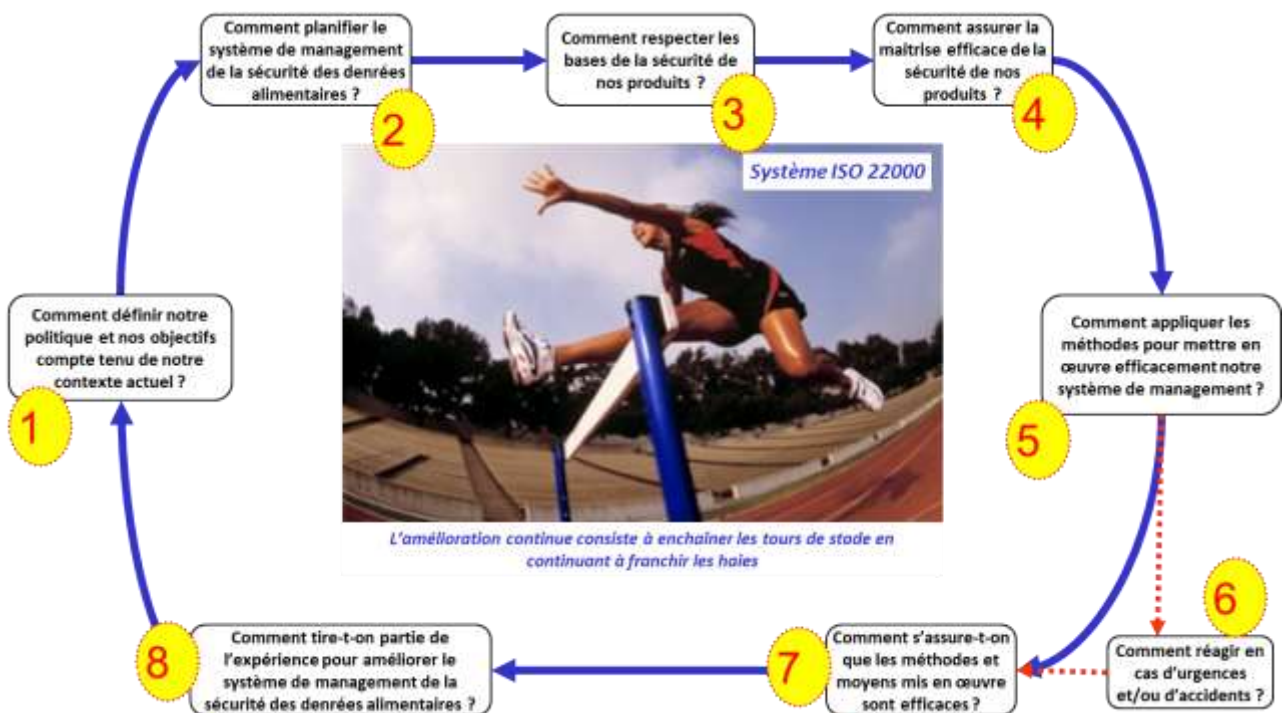 Comment planifier le
système de management
de la sécurité des denrées
alimentaires ?
2
Comment respecter les
bases de la sécurité de
nos produits ?
3
Comment assurer la
maîtrise efficace de la
sécurité de nos
produits ?
4
Système ISO 22000
Comment définir notre
politique et nos objectifs
compte tenu de notre
contexte actuel ?
1
Comment appliquer les
méthodes pour mettre en
œuvre efficacement notre
système de management ?
5
L'amélioration continue consiste à enchaîner les tours de stade en
continuant à franchir les haies
6
Comment réagir en
cas d'urgences
et/ou d'accidents ?
7
Comment s'assure-t-on
que les méthodes et
moyens mis en œuvre
sont efficaces ?
8
Comment tire-t-on partie de
l'expérience pour améliorer le
système de management de la
sécurité des denrées alimentaires ?